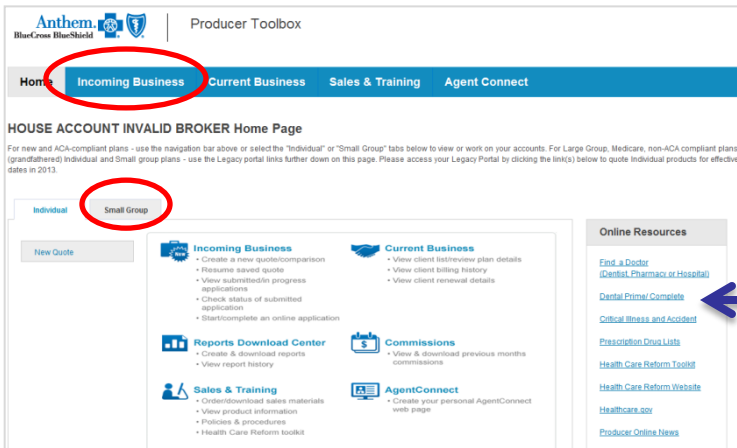 Anthem.
BlueCross BlueShield
Producer Toolbox
Home
Incoming Business
Current Business
Sales & Training
Agent Connect
HOUSE ACCOUNT INVALID BROKER Home Page
For new and ACA-compliant plans - use the navigation bar above or select the "Individual" or "Small Group" tabs below to view or work on your accounts. For Large Group, Medicare, non-ACA compliant plans
(grandfathered) Individual and Small group plans - use the Legacy portal links further down on this page. Please access your Legacy Portal by clicking the link(s) below to quote Individual products for effective
dates in 2013.
Individual
Small Group
New Quote
New
Incoming Business
• Create a new quote/comparison
• Resume saved quote
• View submitted/in progress
applications
• Check status of submitted
application
• Start/complete an online application
Current Business
• View client list/review plan details
• View client billing history
• View client renewal details
Reports Download Center
• Create & download reports
• View report history
$
Commissions
• View & download previous months
commissions
Sales & Training
• Order/download sales materials
• View product information
• Policies & procedures
• Health Care Reform toolkit
AgentConnect
• Create your personal AgentConnect
web page
Online Resources
Find a Doctor
(Dentist, Pharmacy or Hospital)
Dental Prime/ Complete
Critical Illness and Accident
Prescription Drug Lists
Health Care Reform Toolkit
Health Care Reform Website
Healthcare.gov
Producer Online News